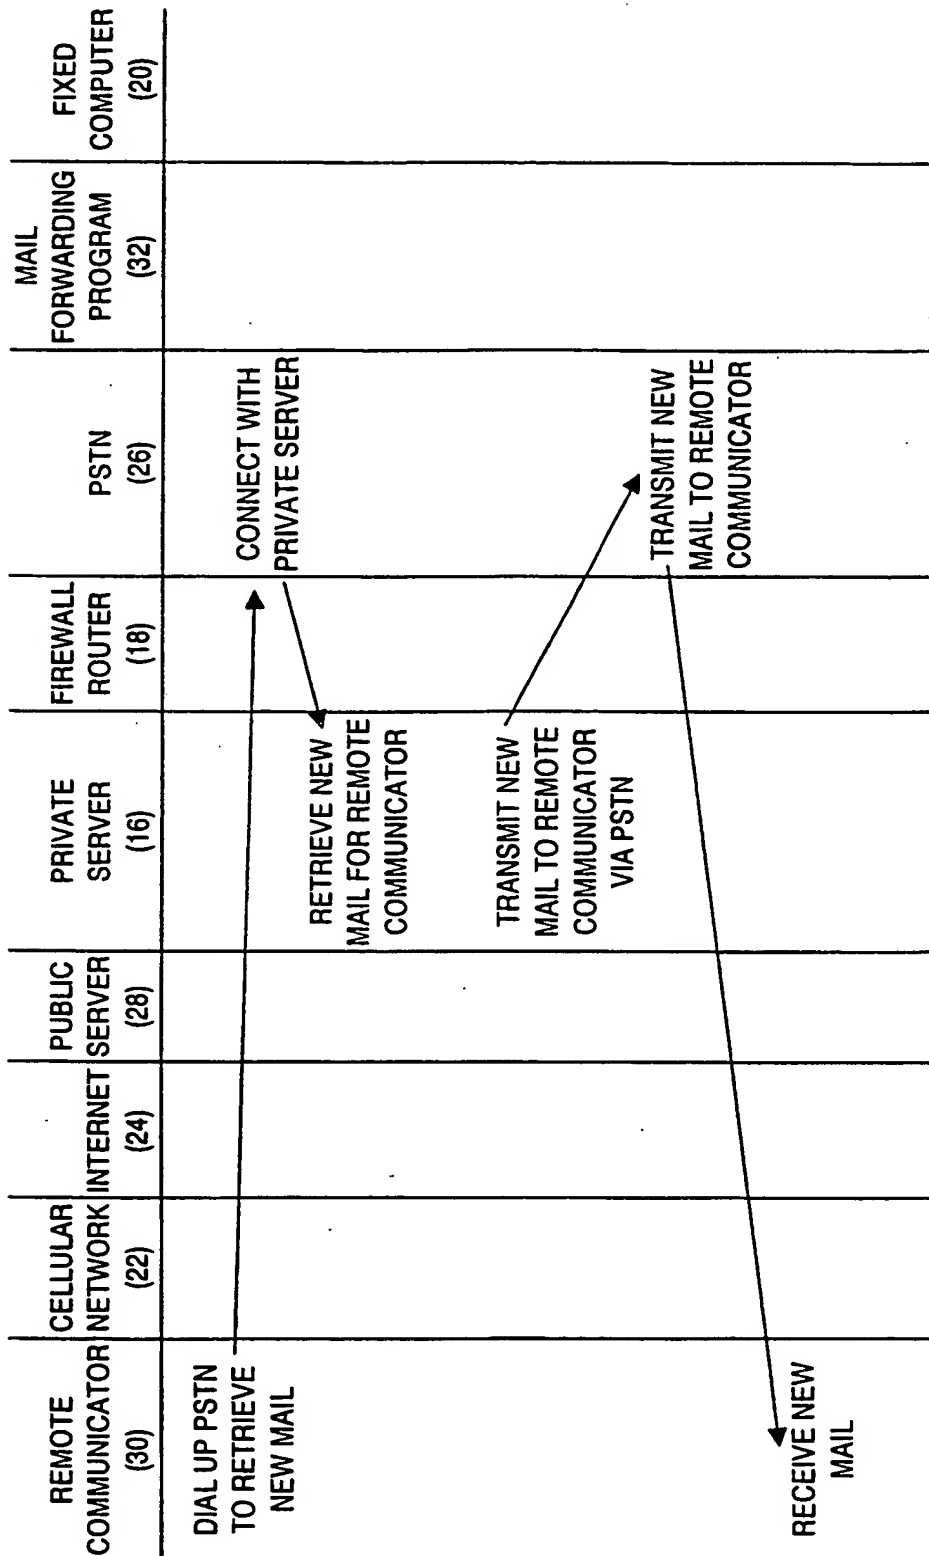 REMOTE
COMMUNICATOR
(30)
CELLULAR
NETWORK
(22)
INTERNET
(24)
PUBLIC
SERVER
(28)
PRIVATE
SERVER
(16)
FIREWALL
ROUTER
(18)
PSTN
(26)
MAIL
FORWARDING
PROGRAM
(32)
FIXED
COMPUTER
(20)
DIAL UP PSTN
TO RETRIEVE
NEW MAIL
CONNECT WITH
PRIVATE SERVER
RETRIEVE NEW
MAIL FOR REMOTE
COMMUNICATOR
TRANSMIT NEW
MAIL TO REMOTE
COMMUNICATOR
VIA PSTN
TRANSMIT NEW
MAIL TO REMOTE
COMMUNICATOR
RECEIVE NEW
MAIL